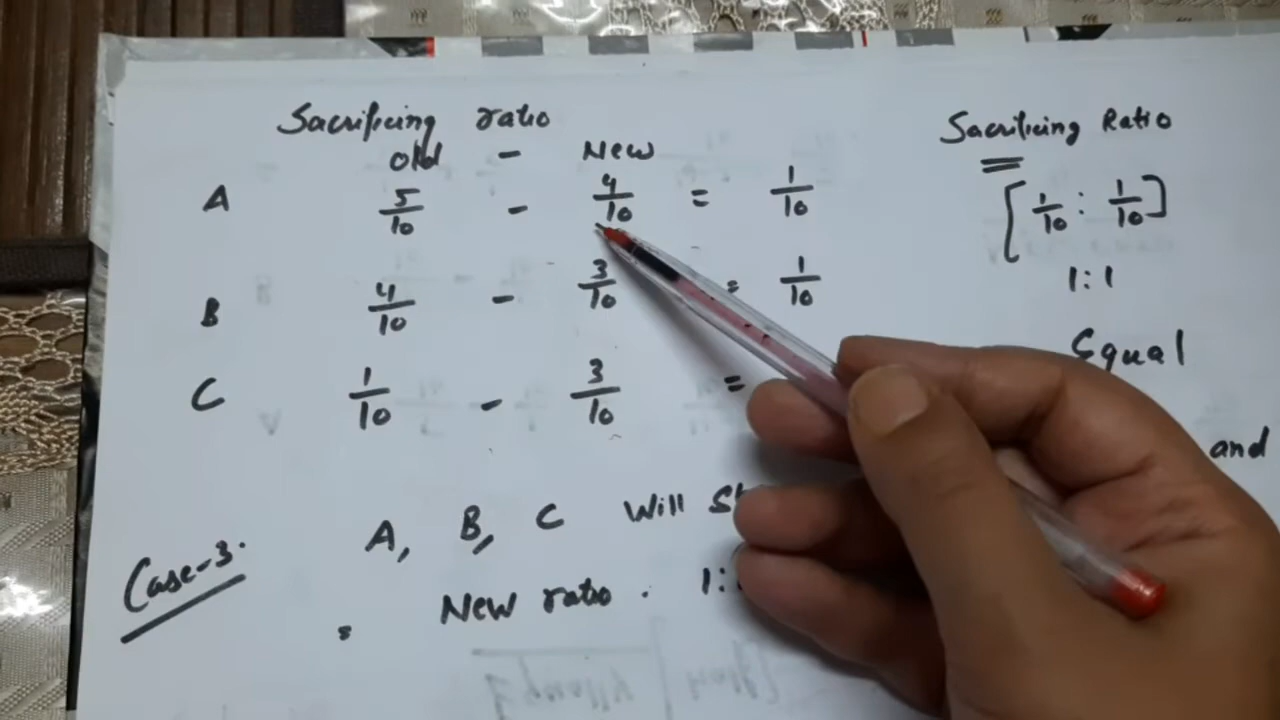 Sacrificing ratio
Old - New
A 5/10 - 4/10 = 1/10
B 4/10 - 3/10 = 1/10
C 1/10 - 3/10 =
Sacrificing Ratio
[1/10 : 1/10]
1:1
Equal
and
A, B, C Will
Case-3.
= New ratio. 1: